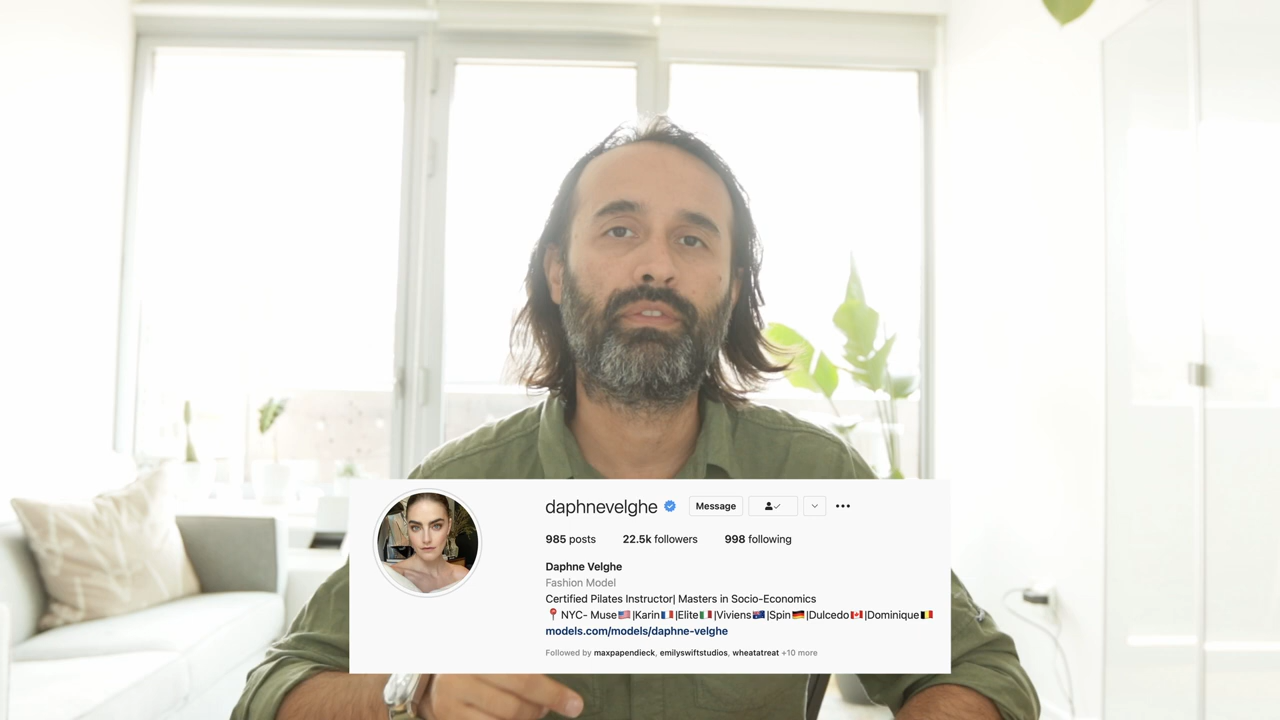 daphnevelghe Message
985 posts 22.5k followers 998 following
Daphne Velghe
Fashion Model
Certified Pilates Instructor| Masters in Socio-Economics
📍 NYC- Muse🇺🇸|Karin🇫🇷|Elite🇮🇹|Viviens🇦🇺|Spin🇩🇪|Dulcedo🇨🇦|Dominique🇧🇪
models.com/models/daphne-velghe
Followed by maxpapendieck, emilyswiftstudios, wheatatreat +10 more